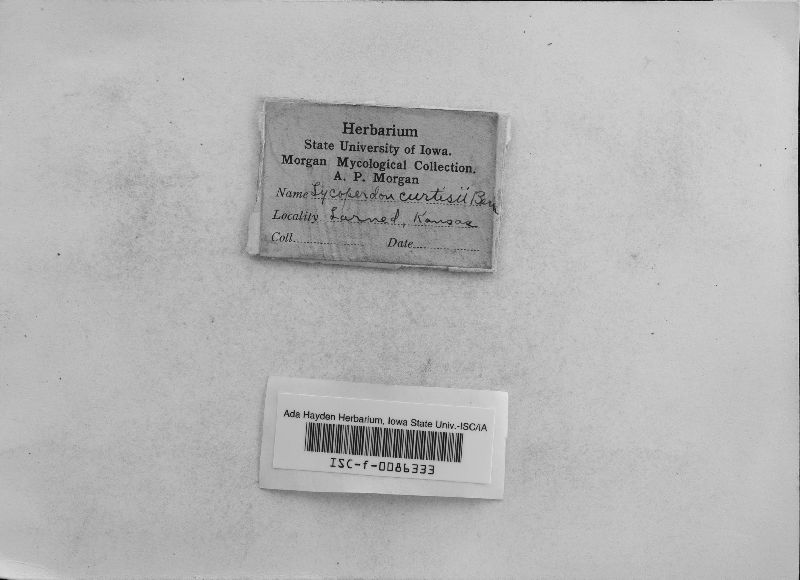 Herbarium
State University of Iowa.
Morgan Mycological Collection.
A. P. Morgan
Name Lycoperdon curtisii Berk
Locality Larned, Kansas
Coll. Date
Ada Hayden Herbarium, Iowa State Univ.-ISC/IA
ISC-f-0086333